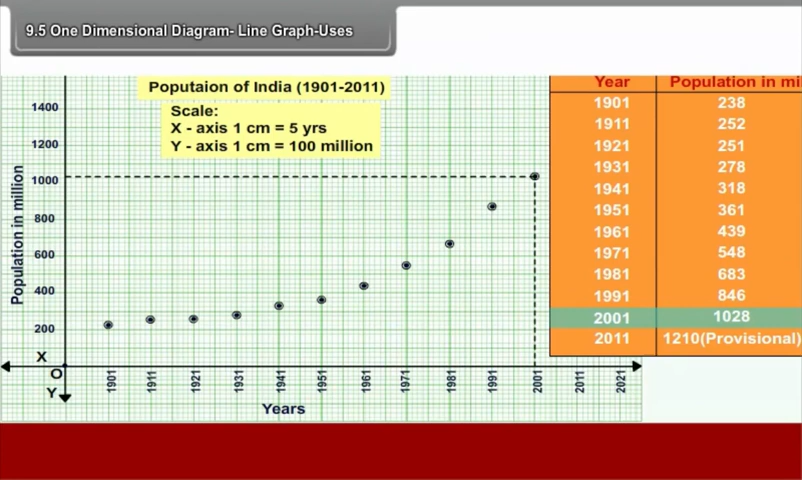 9.5 One Dimensional Diagram- Line Graph-Uses
Populaion of India (1901-2011)
Scale:
X - axis 1 cm = 5 yrs
Y - axis 1 cm = 100 million
Population in million
1400
1200
1000
800
600
400
200
X
O
Y
1901 1911 1921 1931 1941 1951 1961 1971 1981 1991 2001 2011 2021
Years
Year Population in mi
1901 238
1911 252
1921 251
1931 278
1941 318
1951 361
1961 439
1971 548
1981 683
1991 846
2001 1028
2011 1210(Provisional)